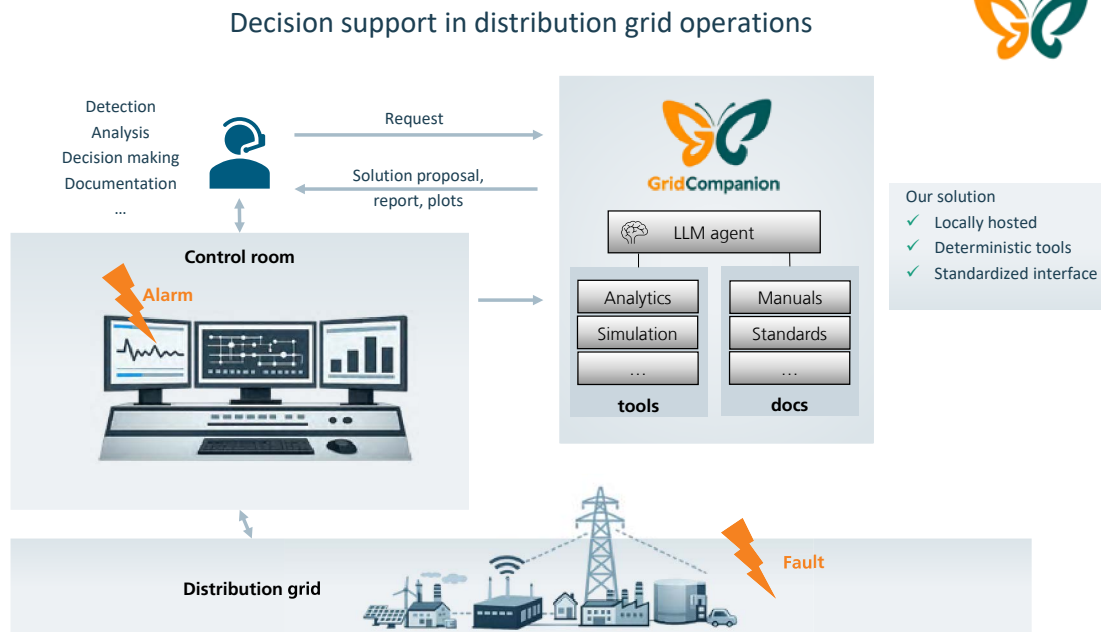 Decision support in distribution grid operations
Detection
Analysis
Decision making
Documentation
...
Request
Solution proposal,
report, plots
GridCompanion
LLM agent
Analytics
Simulation
...
tools
Manuals
Standards
...
docs
Our solution
✓ Locally hosted
✓ Deterministic tools
✓ Standardized interface
Control room
Alarm
Distribution grid
Fault